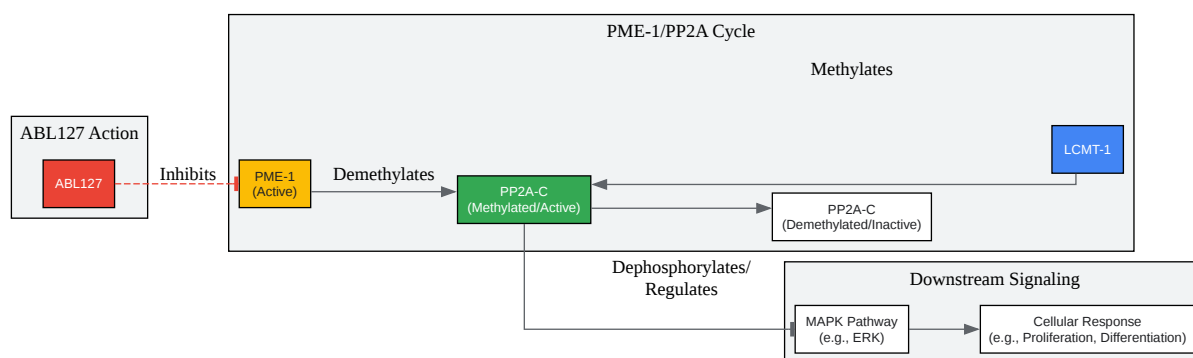 PME-1/PP2A Cycle
Methylates
ABL127 Action
ABL127
Inhibits
PME-1
(Active)
Demethylates
PP2A-C
(Methylated/Active)
LCMT-1
PP2A-C
(Demethylated/Inactive)
Dephosphorylates/
Regulates
Downstream Signaling
MAPK Pathway
(e.g., ERK)
Cellular Response
(e.g., Proliferation, Differentiation)